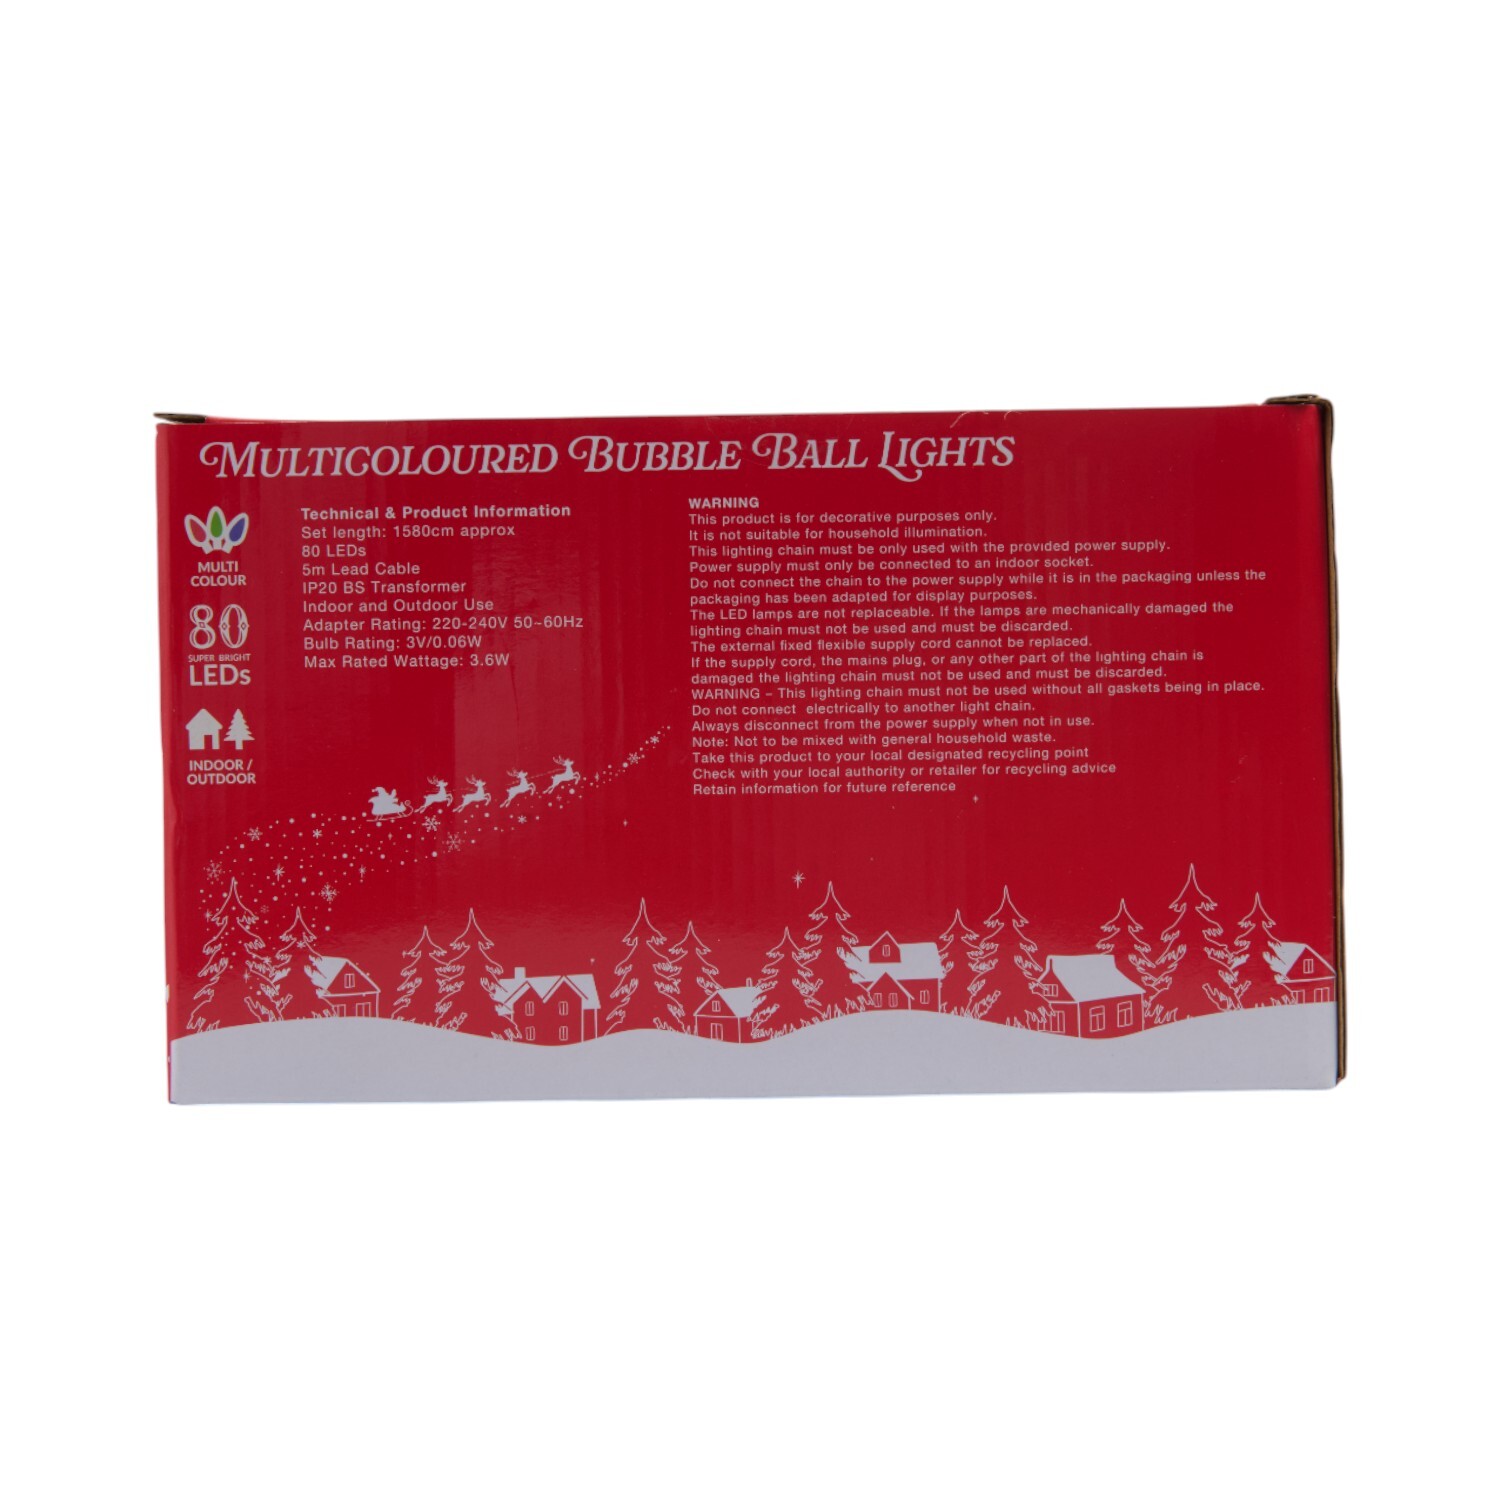 MULTICOLOURED BUBBLE BALL LIGHTS
MULTI
COLOUR
80
SUPER BRIGHT
LEDs
INDOOR /
OUTDOOR
Technical & Product Information
Set length: 1580cm approx
80 LEDs
5m Lead Cable
IP20 BS Transformer
Indoor and Outdoor Use
Adapter Rating: 220-240V 50~60Hz
Bulb Rating: 3V/0.06W
Max Rated Wattage: 3.6W
WARNING
This product is for decorative purposes only.
It is not suitable for household illumination.
This lighting chain must be only used with the provided power supply.
Power supply must only be connected to an indoor socket.
Do not connect the chain to the power supply while it is in the packaging unless the
packaging has been adapted for display purposes.
The LED lamps are not replaceable. If the lamps are mechanically damaged the
lighting chain must not be used and must be discarded.
The external fixed flexible supply cord cannot be replaced.
If the supply cord, the mains plug, or any other part of the lighting chain is
damaged the lighting chain must not be used and must be discarded.
WARNING – This lighting chain must not be used without all gaskets being in place.
Do not connect electrically to another light chain.
Always disconnect from the power supply when not in use.
Note: Not to be mixed with general household waste.
Take this product to your local designated recycling point
Check with your local authority or retailer for recycling advice
Retain information for future reference